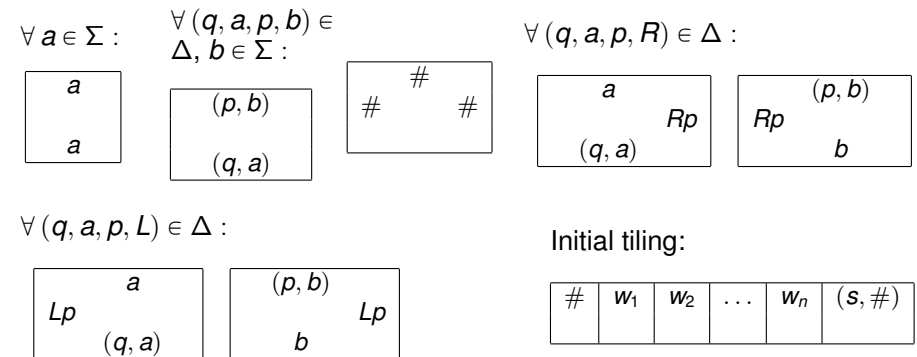 ∀ a ∈ Σ :
a
a
∀ (q, a, p, b) ∈
Δ, b ∈ Σ :
(p, b)
(q, a)
#
# #
∀ (q, a, p, R) ∈ Δ :
a
Rp
(q, a)
(p, b)
Rp
b
∀ (q, a, p, L) ∈ Δ :
a
Lp
(q, a)
(p, b)
Lp
b
Initial tiling:
# w₁ w₂ ... wₙ (s, #)